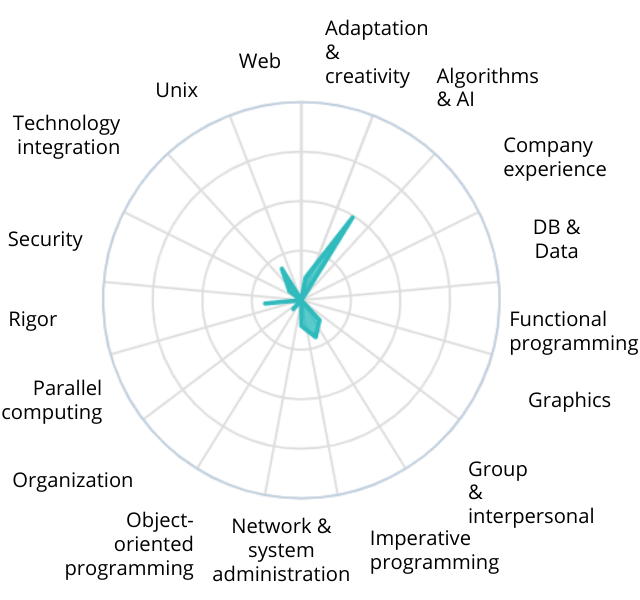 Adaptation
&
creativity
Algorithms
& AI
Company
experience
DB &
Data
Functional
programming
Graphics
Group
&
interpersonal
Imperative
programming
Network &
system
administration
Object-
oriented
programming
Organization
Parallel
computing
Rigor
Security
Technology
integration
Unix
Web